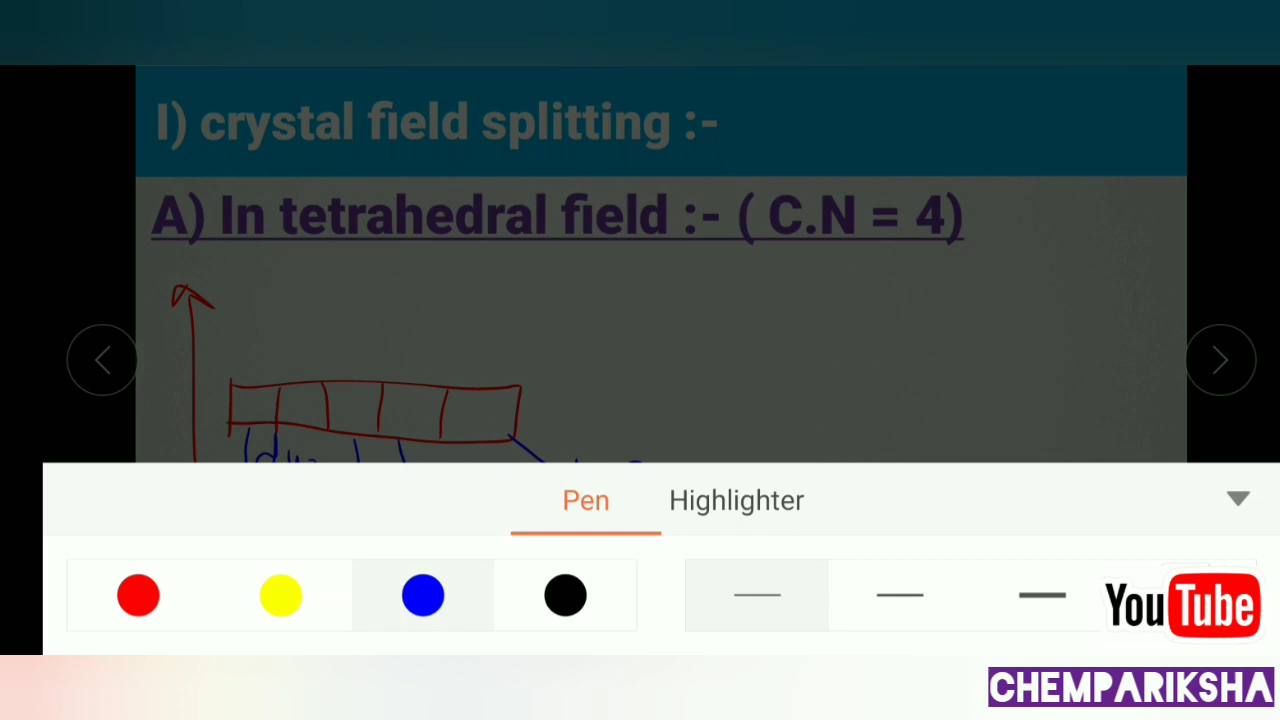 I) crystal field splitting :-
A) In tetrahedral field :- ( C.N = 4)
Pen Highlighter
YouTube
CHEMPARIKSHA